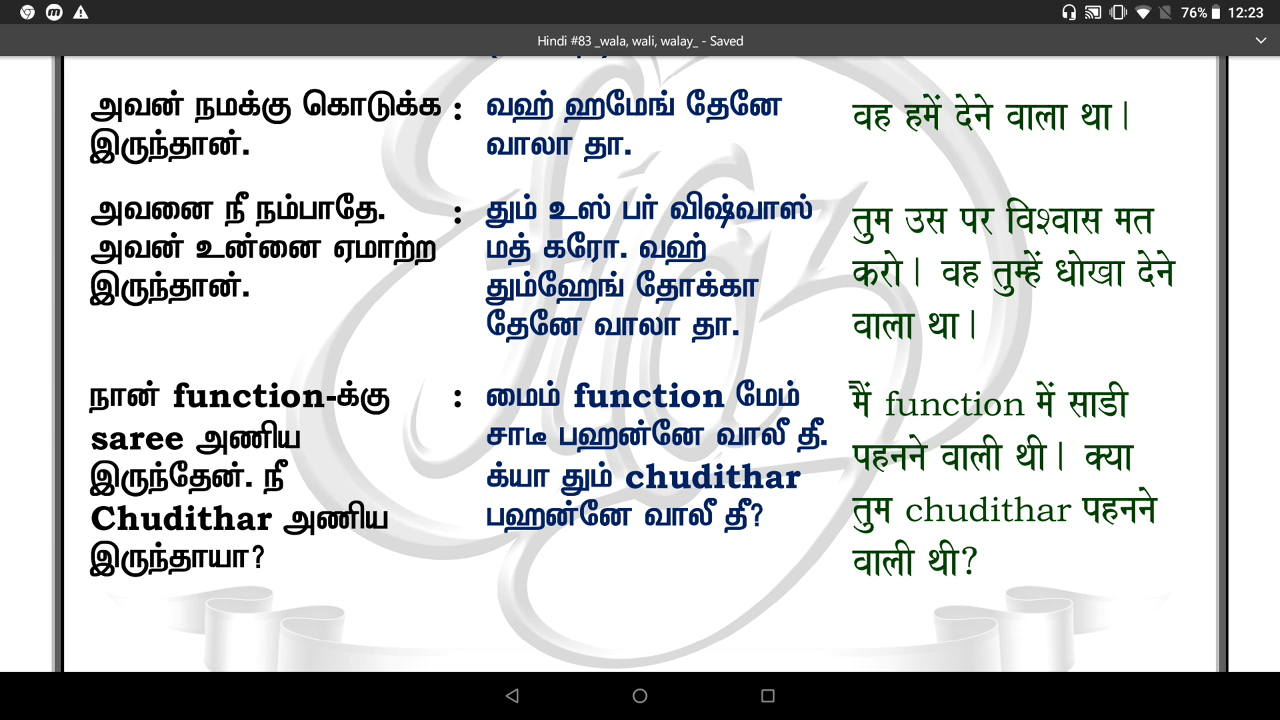 76% 12:23
Hindi #83 _wala, wali, walay_ - Saved
அவன் நமக்கு கொடுக்க : வஹ் ஹமேங் தேனே
இருந்தான். வாலா தா.
वह हमें देने वाला था।
அவனை நீ நம்பாதே. : தும் உஸ் பர் விஷ்வாஸ்
அவன் உன்னை ஏமாற்ற மத் கரோ. வஹ்
இருந்தான். தும்ஹேங் தோக்கா
தேனே வாலா தா.
तुम उस पर विश्वास मत
करो। वह तुम्हें धोखा देने
वाला था।
நான் function-க்கு : மைம் function மேம்
saree அணிய சாடீ பஹன்னே வாலீ தீ.
இருந்தேன். நீ க்யா தும் chudithar
Chudithar அணிய பஹன்னே வாலீ தீ?
இருந்தாயா?
मैं function में साडी
पहनने वाली थी। क्या
तुम chudithar पहनने
वाली थी?